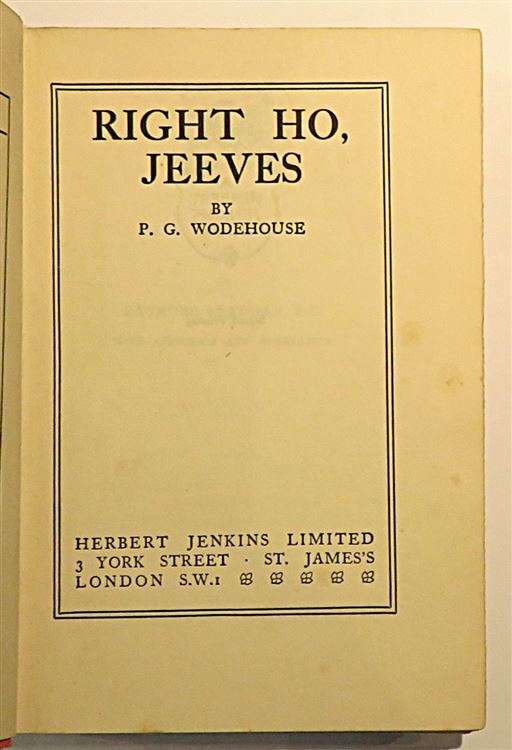 RIGHT HO,
JEEVES
BY
P. G. WODEHOUSE
HERBERT JENKINS LIMITED
3 YORK STREET · ST. JAMES'S
LONDON S.W.1